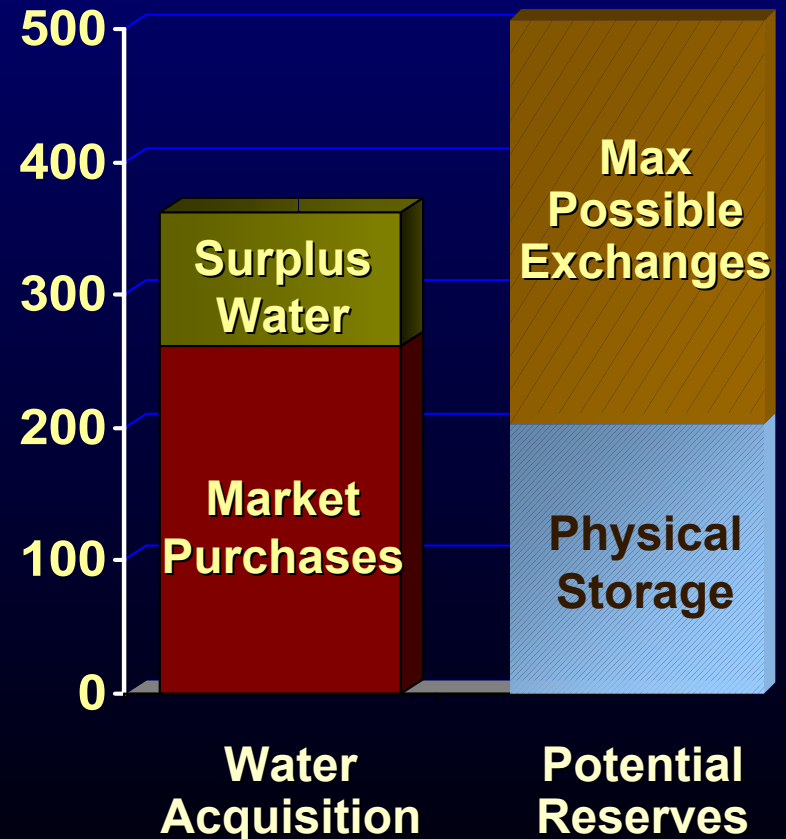 500
400
300
200
100
0
Surplus
Water
Market
Purchases
Max
Possible
Exchanges
Physical
Storage
Water
Acquisition
Potential
Reserves